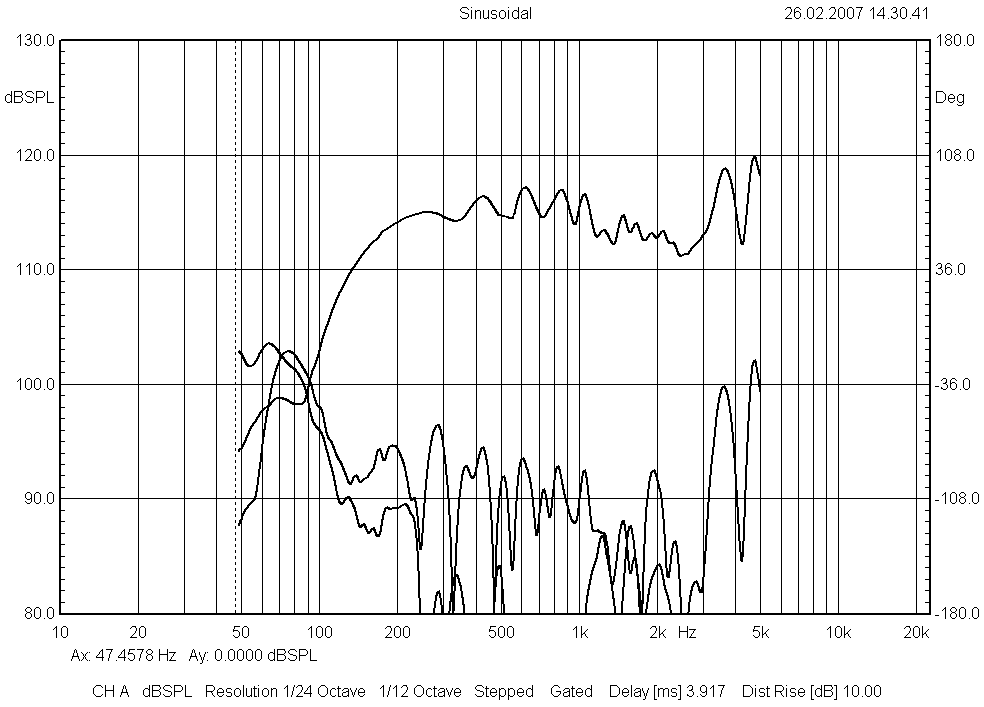 Sinusoidal 26.02.2007 14.30.41
130.0 180.0
dBSPL Deg
120.0 108.0
110.0 36.0
100.0 -36.0
90.0 -108.0
80.0 -180.0
10 20 50 100 200 500 1k 2k Hz 5k 10k 20k
Ax: 47.4578 Hz Ay: 0.0000 dBSPL
CH A dBSPL Resolution 1/24 Octave 1/12 Octave Stepped Gated Delay [ms] 3.917 Dist Rise [dB] 10.00